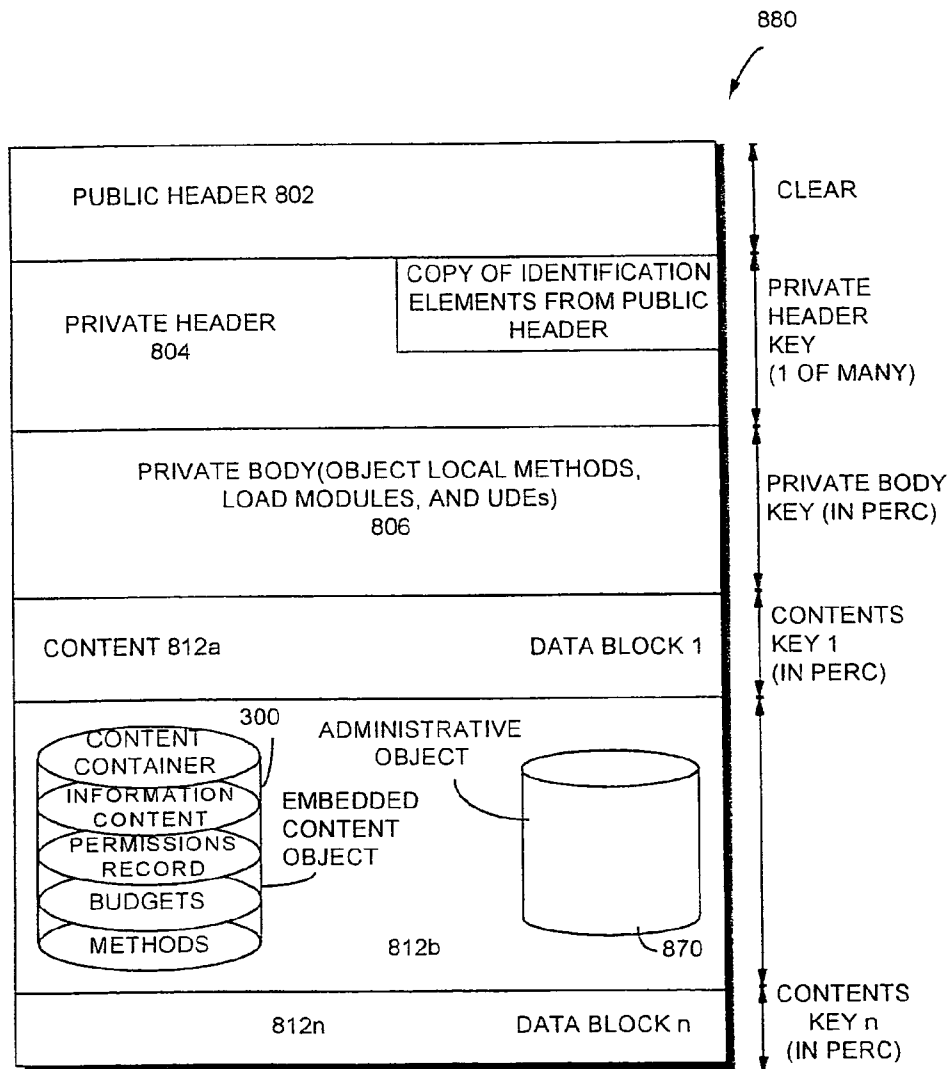 880
PUBLIC HEADER 802
CLEAR
COPY OF IDENTIFICATION
ELEMENTS FROM PUBLIC
HEADER
PRIVATE HEADER
804
PRIVATE
HEADER
KEY
(1 OF MANY)
PRIVATE BODY(OBJECT LOCAL METHODS,
LOAD MODULES, AND UDEs)
806
PRIVATE BODY
KEY (IN PERC)
CONTENT 812a
DATA BLOCK 1
CONTENTS
KEY 1
(IN PERC)
300
CONTENT
CONTAINER
INFORMATION
CONTENT
PERMISSIONS
RECORD
BUDGETS
METHODS
EMBEDDED
CONTENT
OBJECT
ADMINISTRATIVE
OBJECT
812b
870
812n
DATA BLOCK n
CONTENTS
KEY n
(IN PERC)